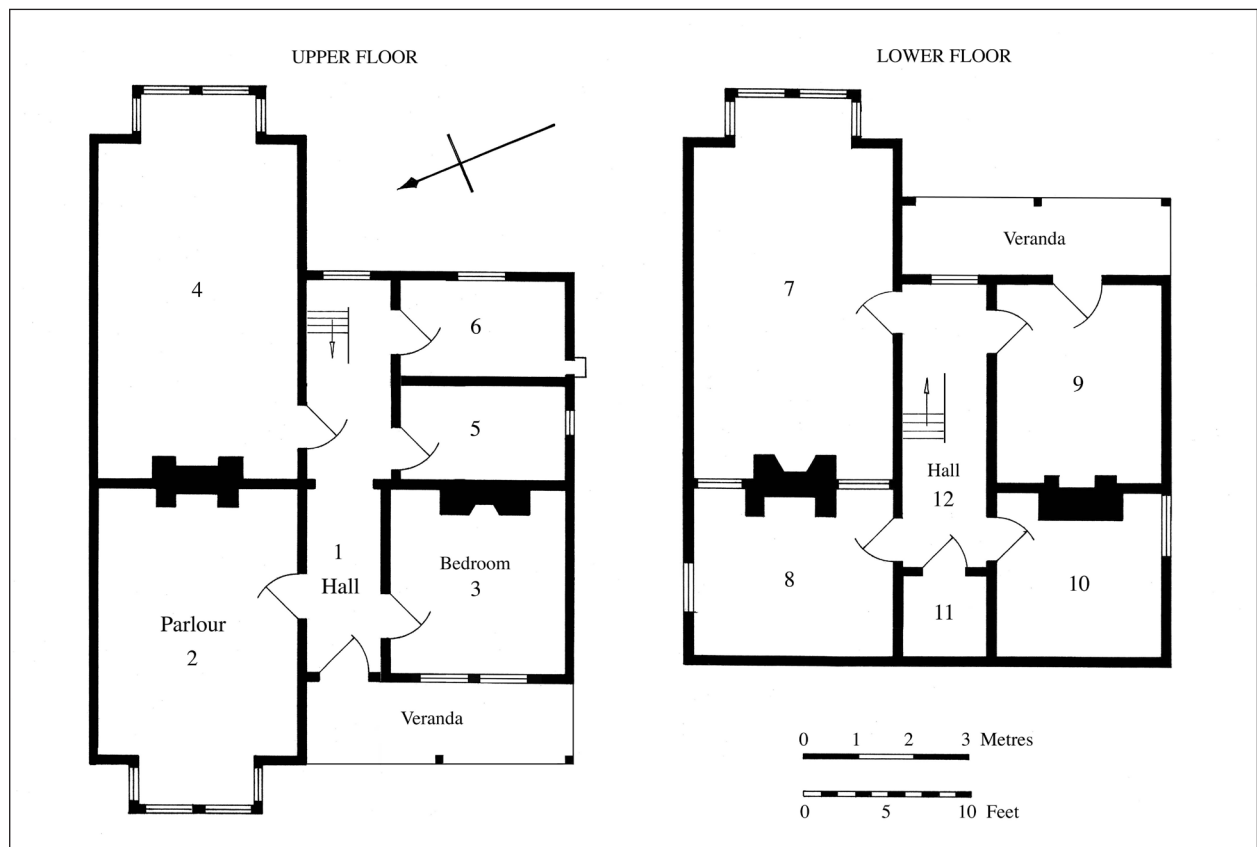 UPPER FLOOR
4
6
5
1
Hall
Bedroom
3
Parlour
2
Veranda
LOWER FLOOR
Veranda
7
9
Hall
12
8
10
11
0 1 2 3 Metres
0 5 10 Feet